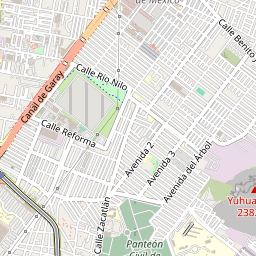 de México
Calle Benito J
Calle Rio Nilo
Canal de Garay
Calle Reforma
Avenida 2
Avenida 3
Avenida del Árbol
Yuhua
238
Calle Zacatlán
Panteón
Civil de